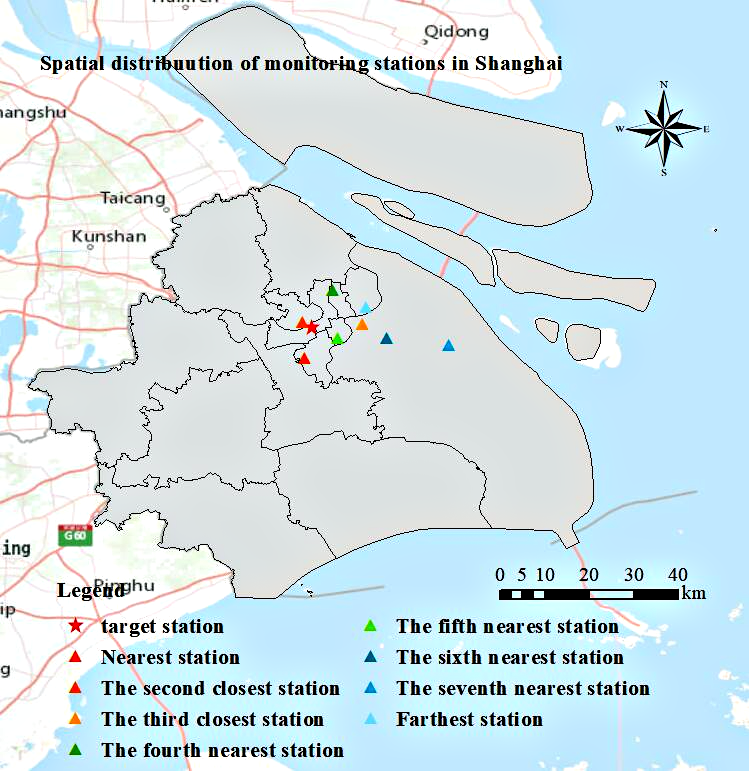 Qidong
Spatial distribuution of monitoring stations in Shanghai
angshu
N
W
E
S
Taicang
Kunshan
G60
ing
Pinghu
Legend
0 5 10 20 30 40
km
ip
target station
The fifth nearest station
Nearest station
The sixth nearest station
g
The second closest station
The seventh nearest station
The third closest station
Farthest station
The fourth nearest station